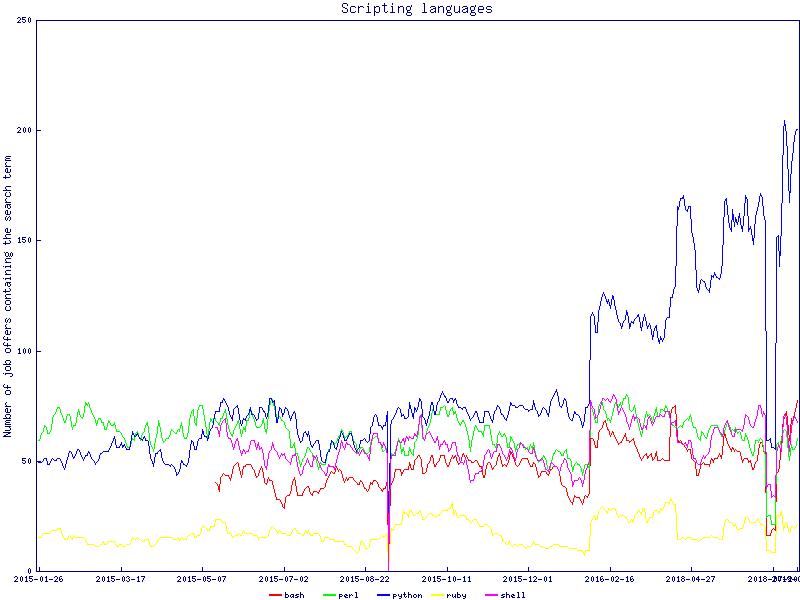 Scripting languages
Number of job offers containing the search term
250
200
150
100
50
0
2015-01-26 2015-03-17 2015-05-07 2015-07-02 2015-08-22 2015-10-11 2015-12-01 2016-02-16 2018-04-27
bash perl python ruby shell